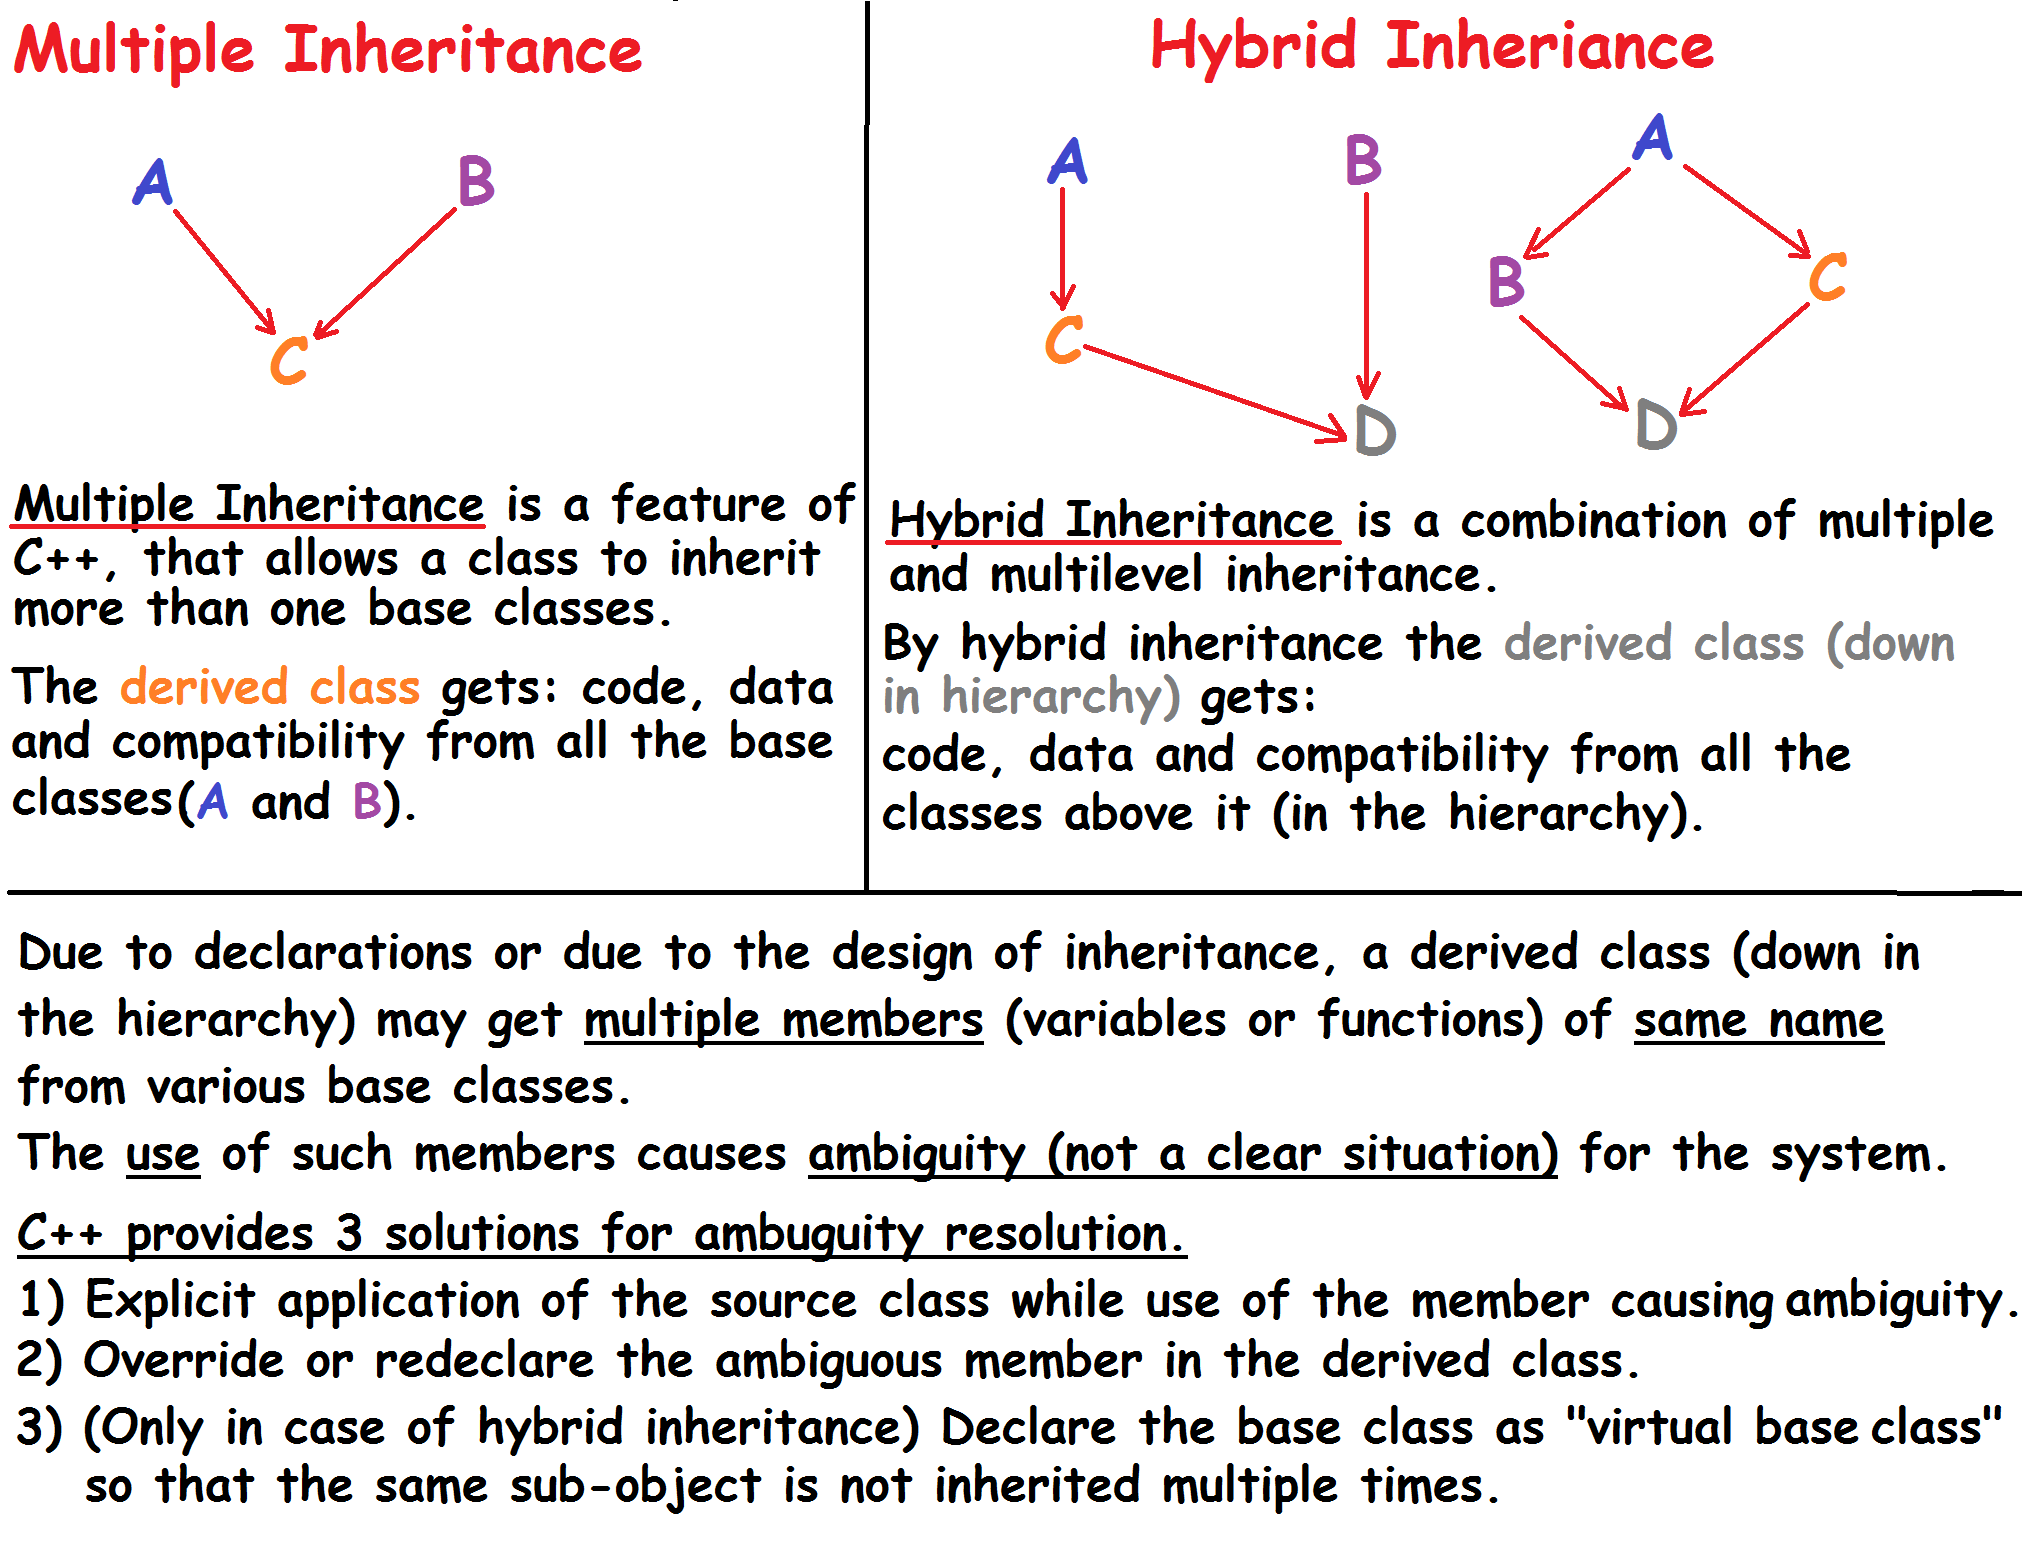 Multiple Inheritance
A B
C
Multiple Inheritance is a feature of
C++, that allows a class to inherit
more than one base classes.
The derived class gets: code, data
and compatibility from all the base
classes(A and B).
Hybrid Inheriance
A B A
B C
C
D D
Hybrid Inheritance is a combination of multiple
and multilevel inheritance.
By hybrid inheritance the derived class (down
in hierarchy) gets:
code, data and compatibility from all the
classes above it (in the hierarchy).
Due to declarations or due to the design of inheritance, a derived class (down in
the hierarchy) may get multiple members (variables or functions) of same name
from various base classes.
The use of such members causes ambiguity (not a clear situation) for the system.
C++ provides 3 solutions for ambuguity resolution.
1) Explicit application of the source class while use of the member causing ambiguity.
2) Override or redeclare the ambiguous member in the derived class.
3) (Only in case of hybrid inheritance) Declare the base class as "virtual base class"
so that the same sub-object is not inherited multiple times.